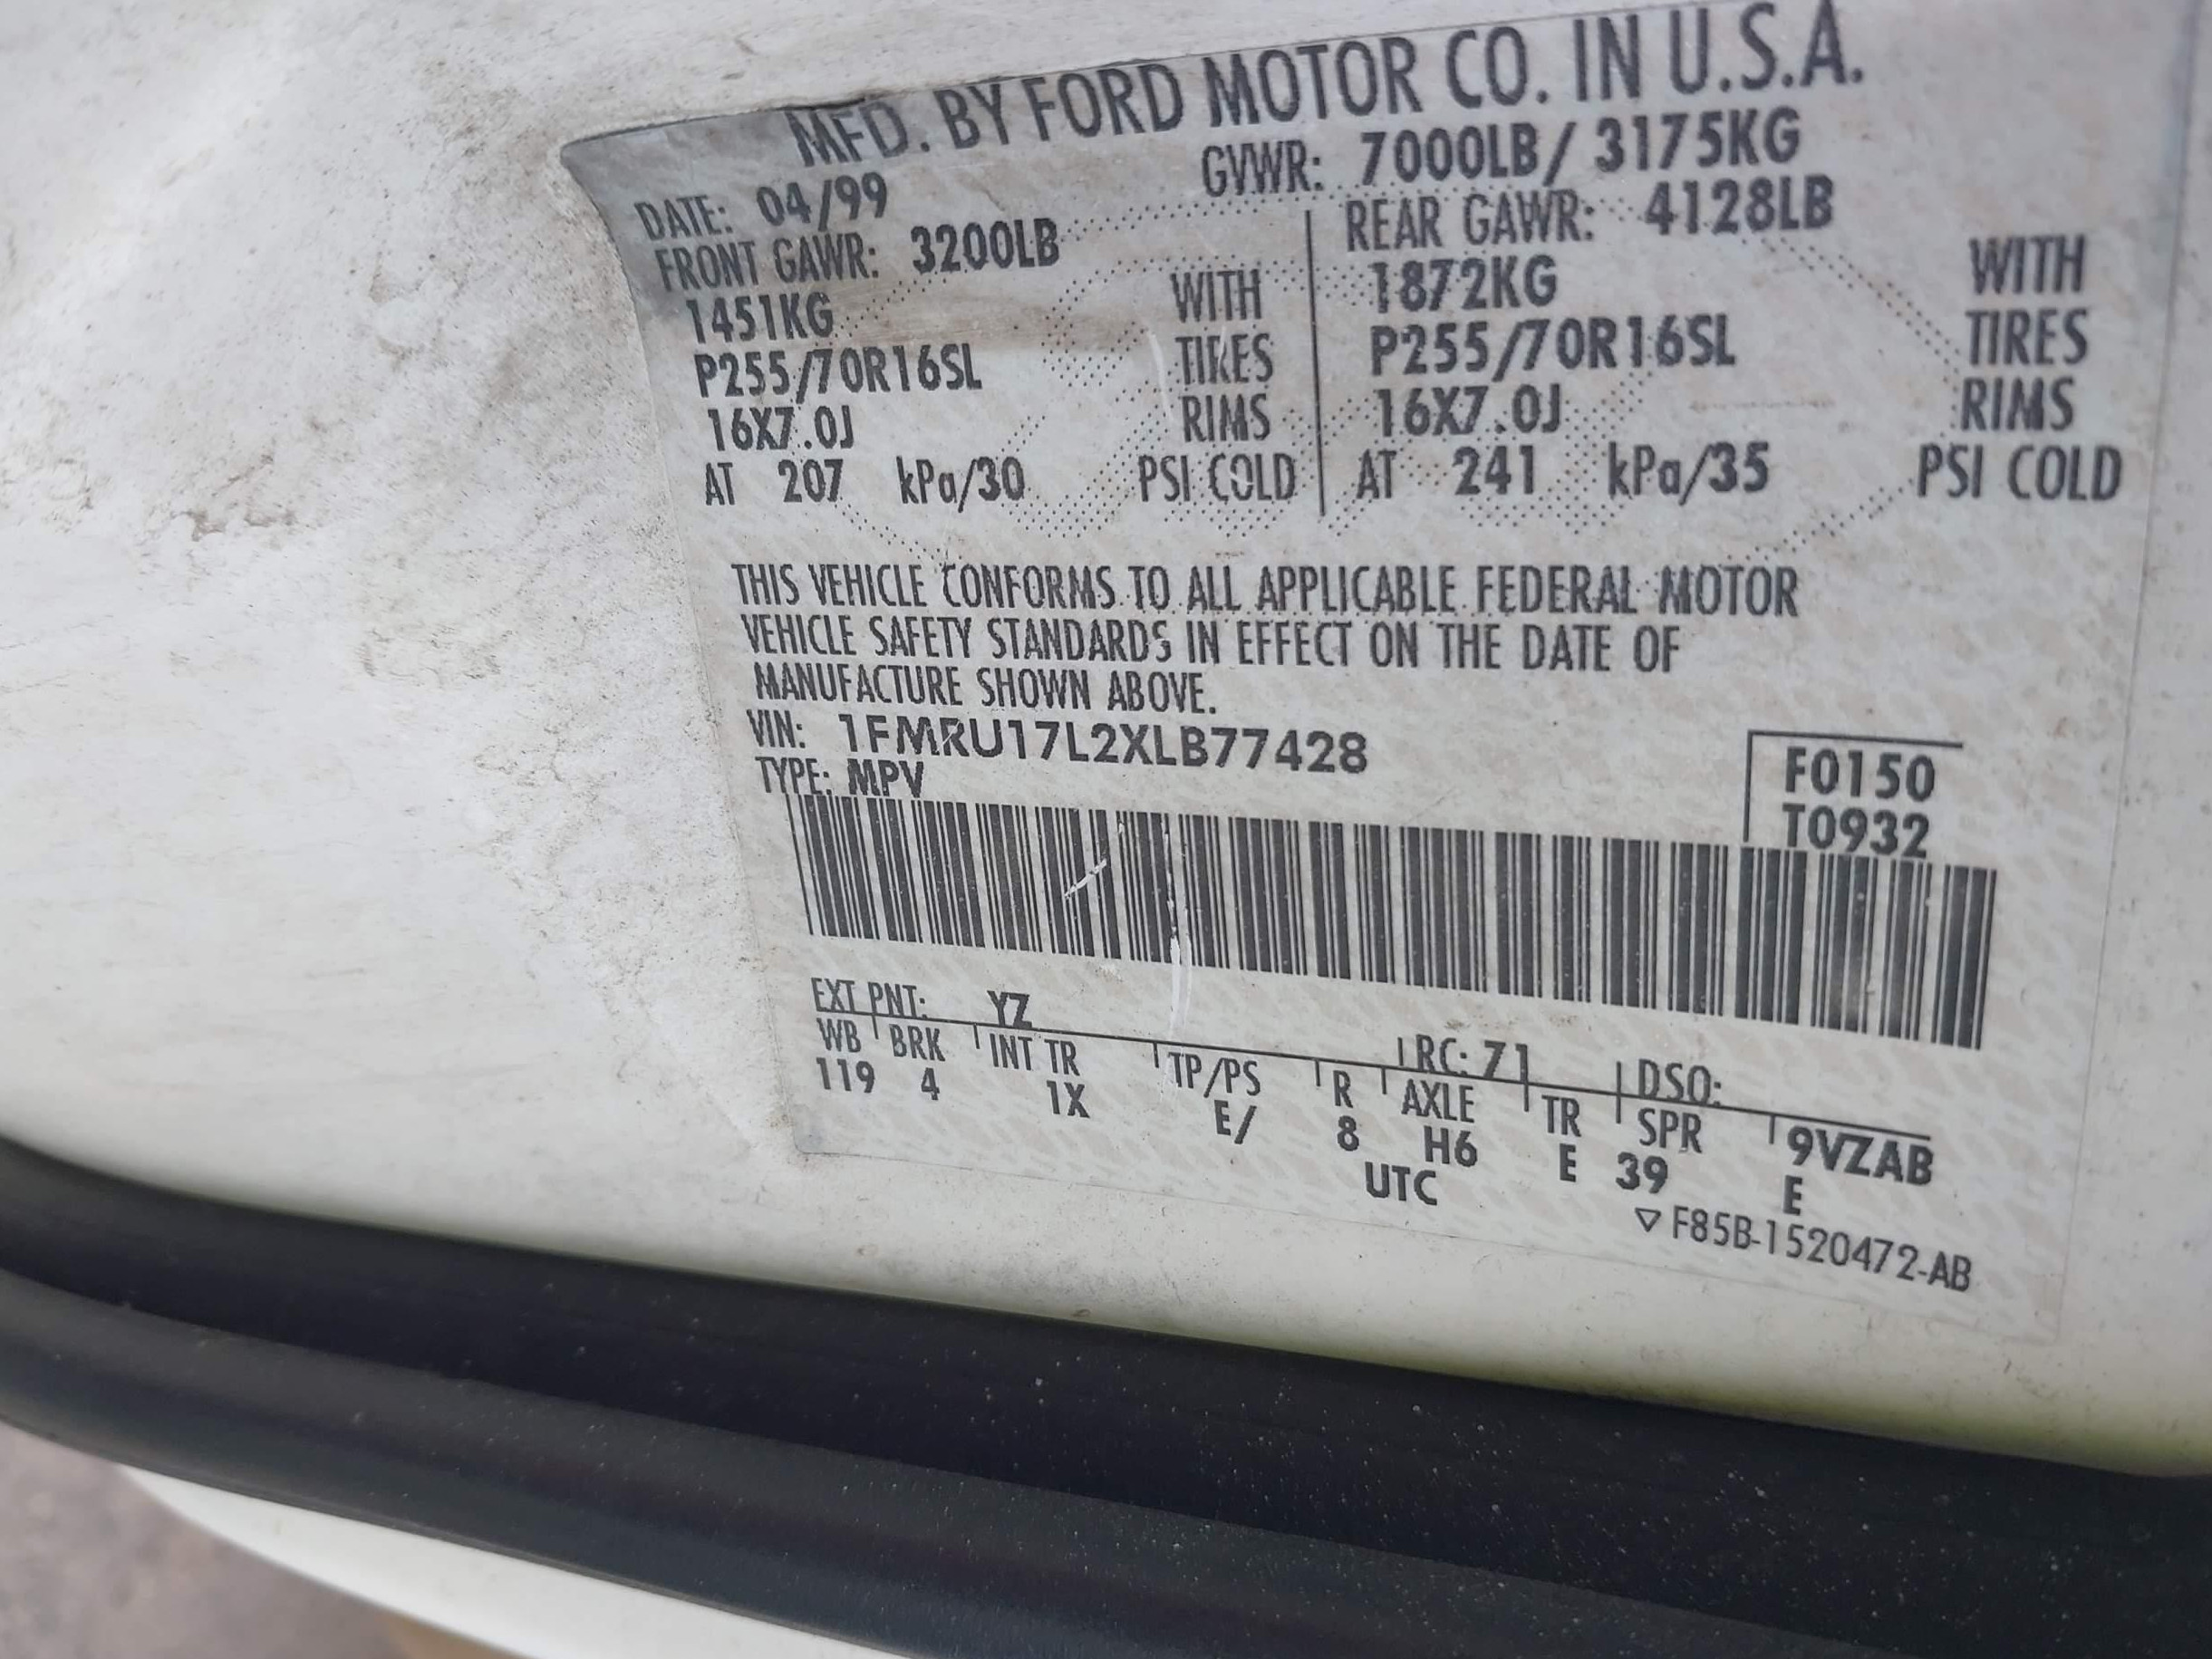 MFD. BY FORD MOTOR CO. IN U.S.A.
DATE: 04/99 GVWR: 7000LB/ 3175KG
FRONT GAWR: 3200LB REAR GAWR: 4128LB
1451KG WITH 1872KG WITH
P255/70R16SL TIRES P255/70R16SL TIRES
16X7.0J RIMS 16X7.0J RIMS
AT 207 kPa/30 PSI COLD AT 241 kPa/35 PSI COLD
THIS VEHICLE CONFORMS TO ALL APPLICABLE FEDERAL MOTOR
VEHICLE SAFETY STANDARDS IN EFFECT ON THE DATE OF
MANUFACTURE SHOWN ABOVE.
VIN: 1FMRU17L2XLB77428 F0150
TYPE: MPV T0932
EXT PNT: YZ RC: 71 DSO:
WB BRK INT TR TP/PS R AXLE TR SPR 9VZAB
119 4 1X E/ 8 H6 E 39 E
UTC
▽ F85B-1520472-AB